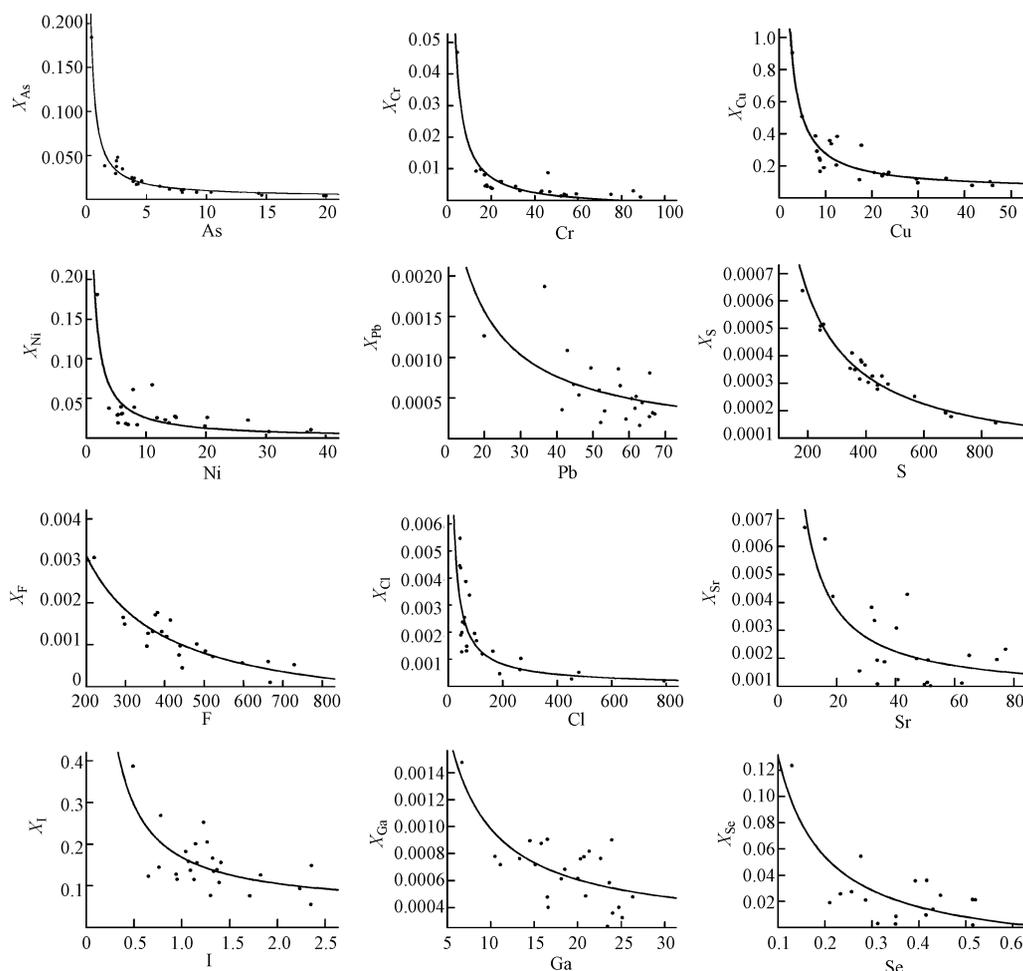 0.200
0.150
0.100
0.050
X_As
0 5 10 15 20
As
0.05
0.04
0.03
0.02
0.01
X_Cr
0 20 40 60 80 100
Cr
1.0
0.8
0.6
0.4
0.2
X_Cu
0 10 20 30 40 50
Cu
0.20
0.15
0.10
0.05
X_Ni
0 10 20 30 40
Ni
0.0020
0.0015
0.0010
0.0005
X_Pb
20 30 40 50 60 70
Pb
0.0007
0.0006
0.0005
0.0004
0.0003
0.0002
0.0001
X_S
200 400 600 800
S
0.004
0.003
0.002
0.001
0
X_F
200 300 400 500 600 700 800
F
0.006
0.005
0.004
0.003
0.002
0.001
X_Cl
0 200 400 600 800
Cl
0.007
0.006
0.005
0.004
0.003
0.002
0.001
X_Sr
0 20 40 60 80
Sr
0.4
0.3
0.2
0.1
X_I
0 0.5 1.0 1.5 2.0 2.5
I
0.0014
0.0012
0.0010
0.0008
0.0006
0.0004
X_Ga
5 10 15 20 25 30
Ga
0.12
0.10
0.08
0.06
0.04
0.02
X_Se
0.1 0.2 0.3 0.4 0.5 0.6
Se